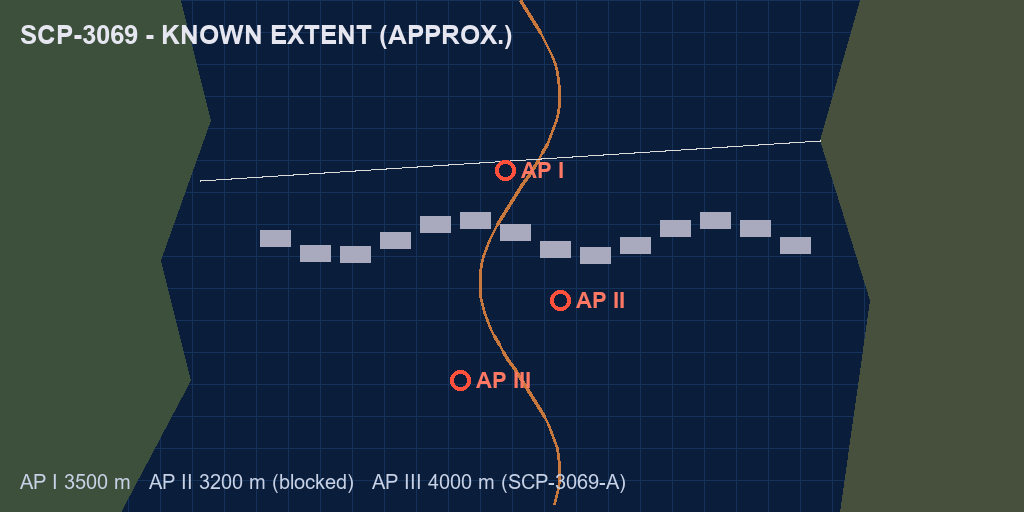 SCP-3069 - KNOWN EXTENT (APPROX.)
AP I
AP II
AP III
AP I 3500 m   AP II 3200 m (blocked)   AP III 4000 m (SCP-3069-A)